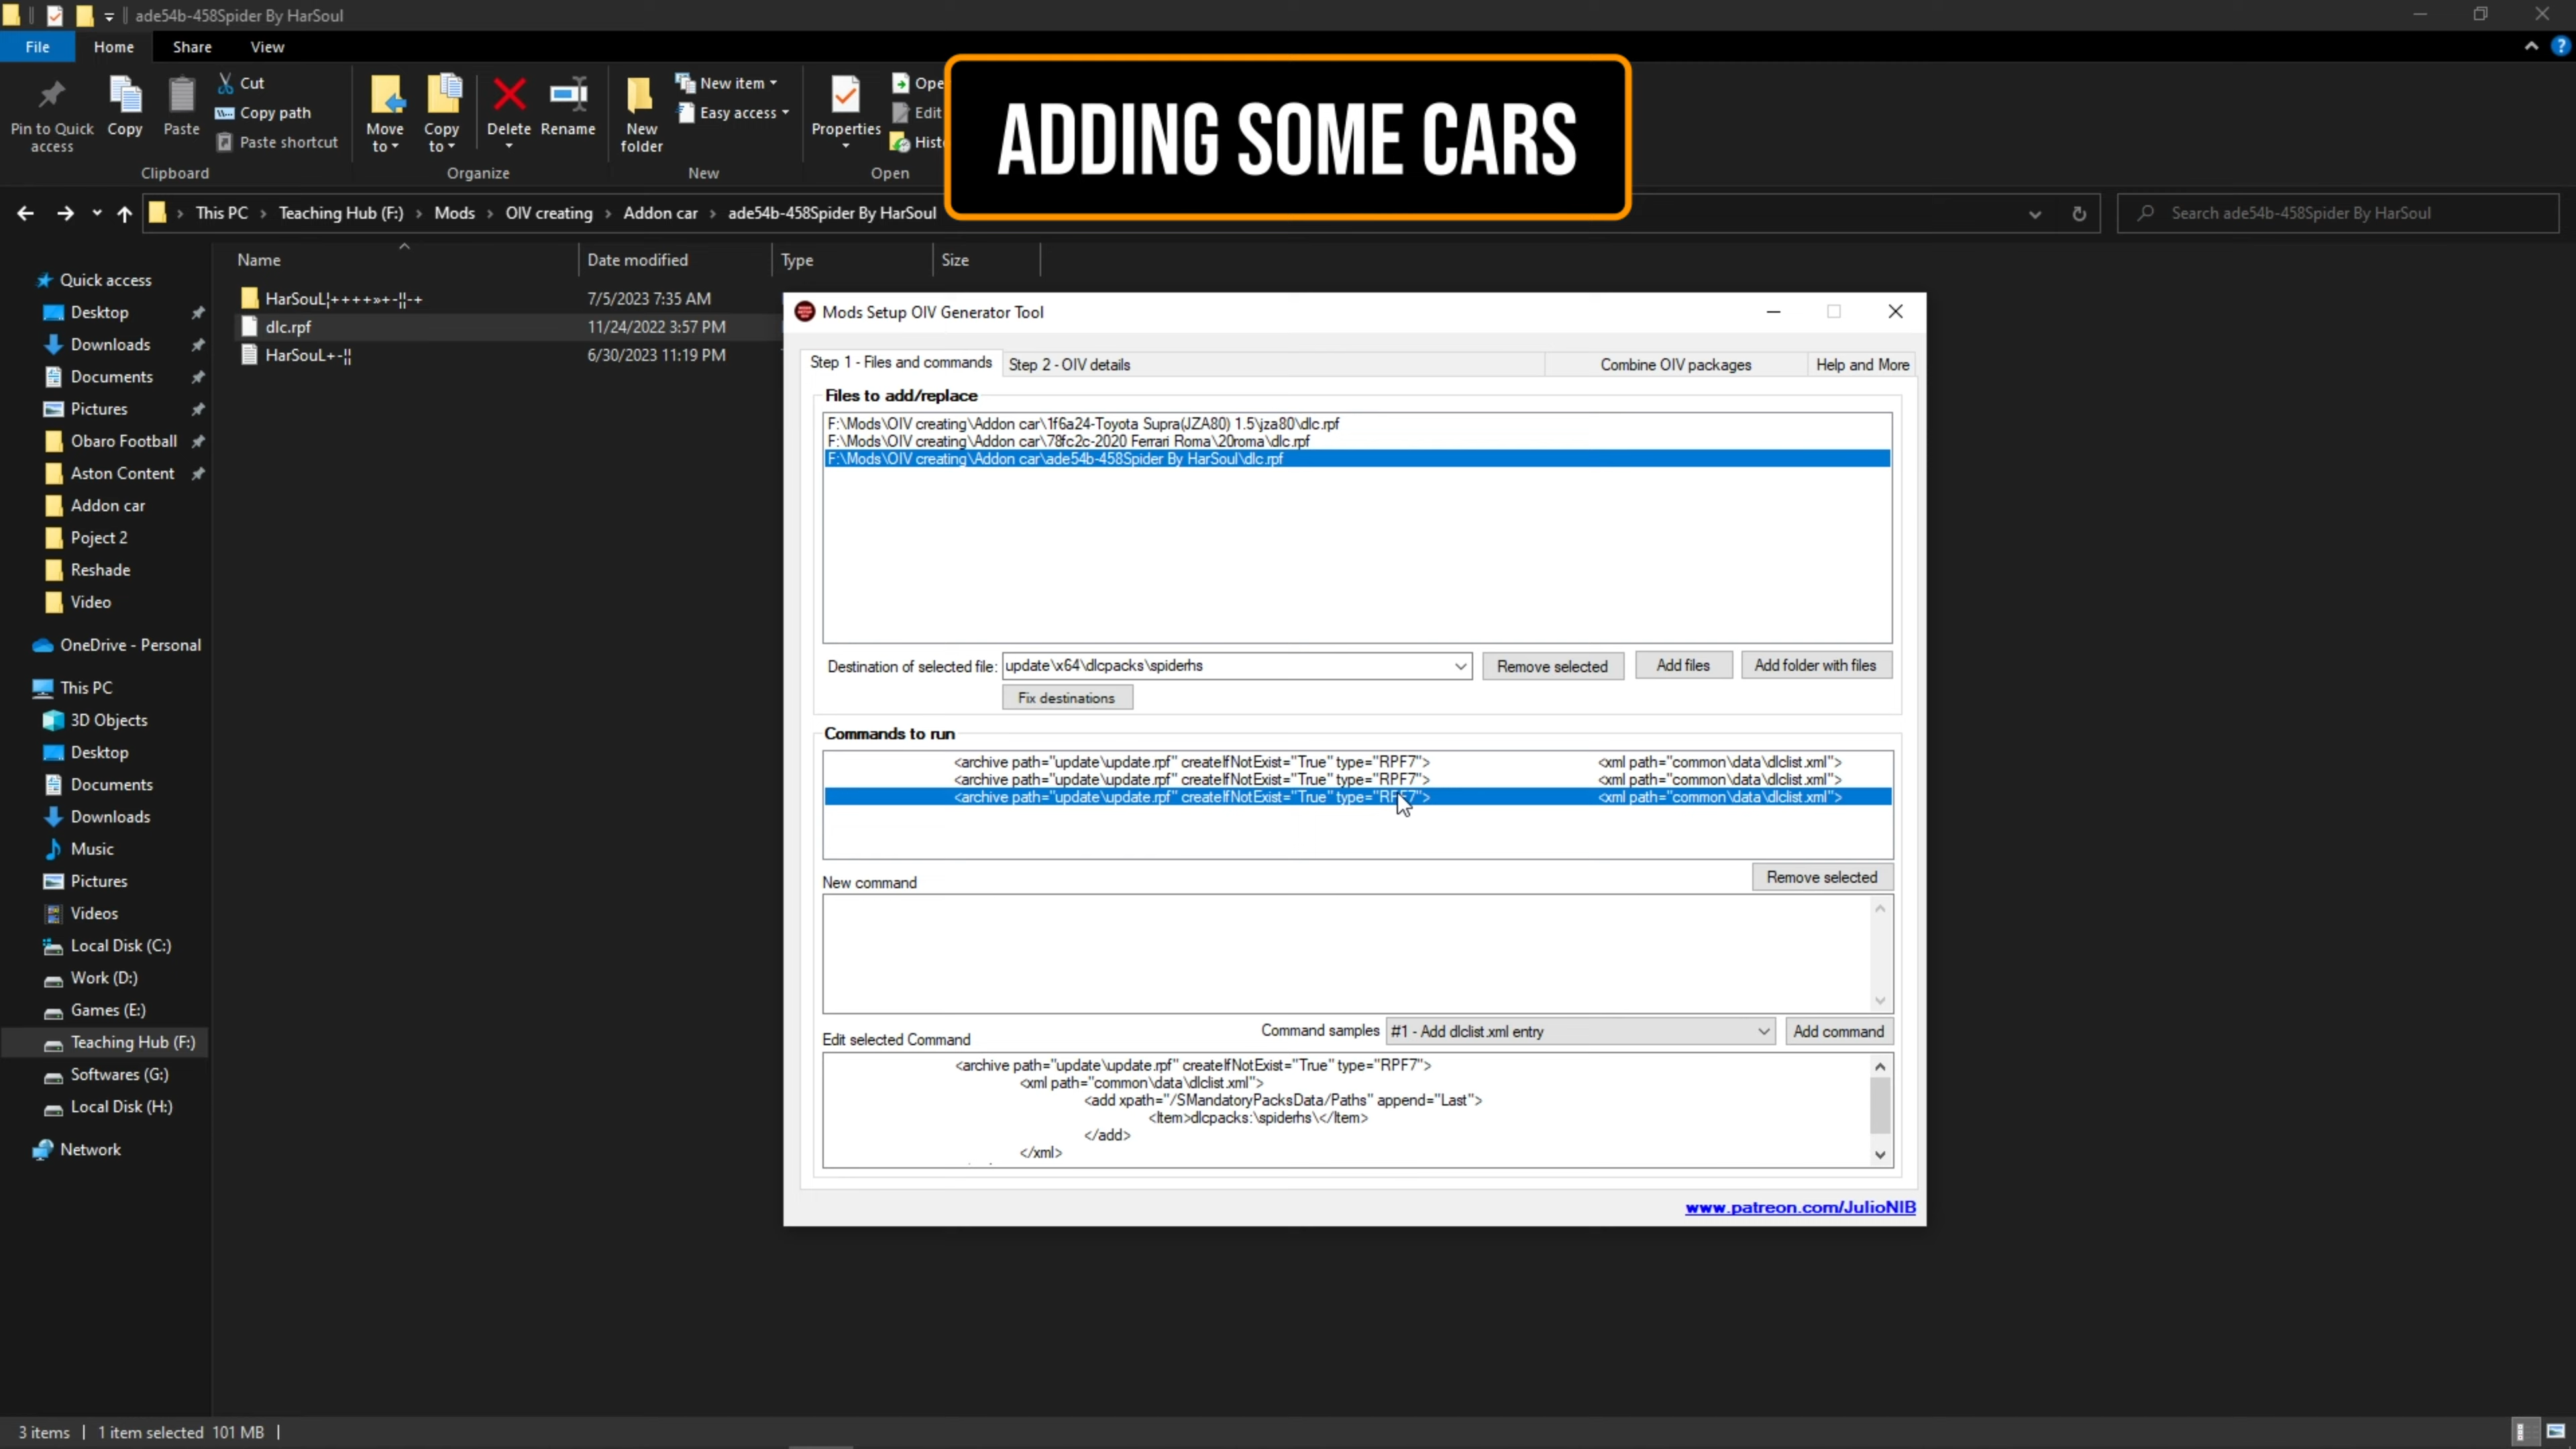 ade54b-458Spider By HarSoul
File Home Share View
Pin to Quick access
Copy
Paste
Cut
Copy path
Paste shortcut
Clipboard
Move to
Copy to
Delete
Rename
Organize
New folder
New item
Easy access
New
Properties
Edit
Open
ADDING SOME CARS
This PC › Teaching Hub (F:) › Mods › OIV creating › Addon car › ade54b-458Spider By HarSoul
Search ade54b-458Spider By HarSoul
Name Date modified Type Size
HarSouL¦++++»+-¦¦-+ 7/5/2023 7:35 AM
dlc.rpf 11/24/2022 3:57 PM
HarSouL+-¦¦ 6/30/2023 11:19 PM
Quick access
Desktop
Downloads
Documents
Pictures
Obaro Football
Aston Content
Addon car
Poject 2
Reshade
Video
OneDrive - Personal
This PC
3D Objects
Desktop
Documents
Downloads
Music
Pictures
Videos
Local Disk (C:)
Work (D:)
Games (E:)
Teaching Hub (F:)
Softwares (G:)
Local Disk (H:)
Network
Mods Setup OIV Generator Tool
Step 1 - Files and commands Step 2 - OIV details Combine OIV packages Help and More
Files to add/replace
F:\Mods\OIV creating\Addon car\1f6a24-Toyota Supra(JZA80) 1.5\jza80\dlc.rpf
F:\Mods\OIV creating\Addon car\78fc2c-2020 Ferrari Roma\20roma\dlc.rpf
F:\Mods\OIV creating\Addon car\ade54b-458Spider By HarSoul\dlc.rpf
Destination of selected file: update\x64\dlcpacks\spiderhs Remove selected Add files Add folder with files
Fix destinations
Commands to run
<archive path="update\update.rpf" createIfNotExist="True" type="RPF7"> <xml path="common\data\dlclist.xml">
<archive path="update\update.rpf" createIfNotExist="True" type="RPF7"> <xml path="common\data\dlclist.xml">
<archive path="update\update.rpf" createIfNotExist="True" type="RPF7"> <xml path="common\data\dlclist.xml">
Remove selected
New command
Command samples #1 - Add dlclist.xml entry Add command
Edit selected Command
<archive path="update\update.rpf" createIfNotExist="True" type="RPF7">
<xml path="common\data\dlclist.xml">
<add xpath="/SMandatoryPacksData/Paths" append="Last">
<Item>dlcpacks:\spiderhs\</Item>
</add>
</xml>
www.patreon.com/JulioNIB
3 items 1 item selected 101 MB